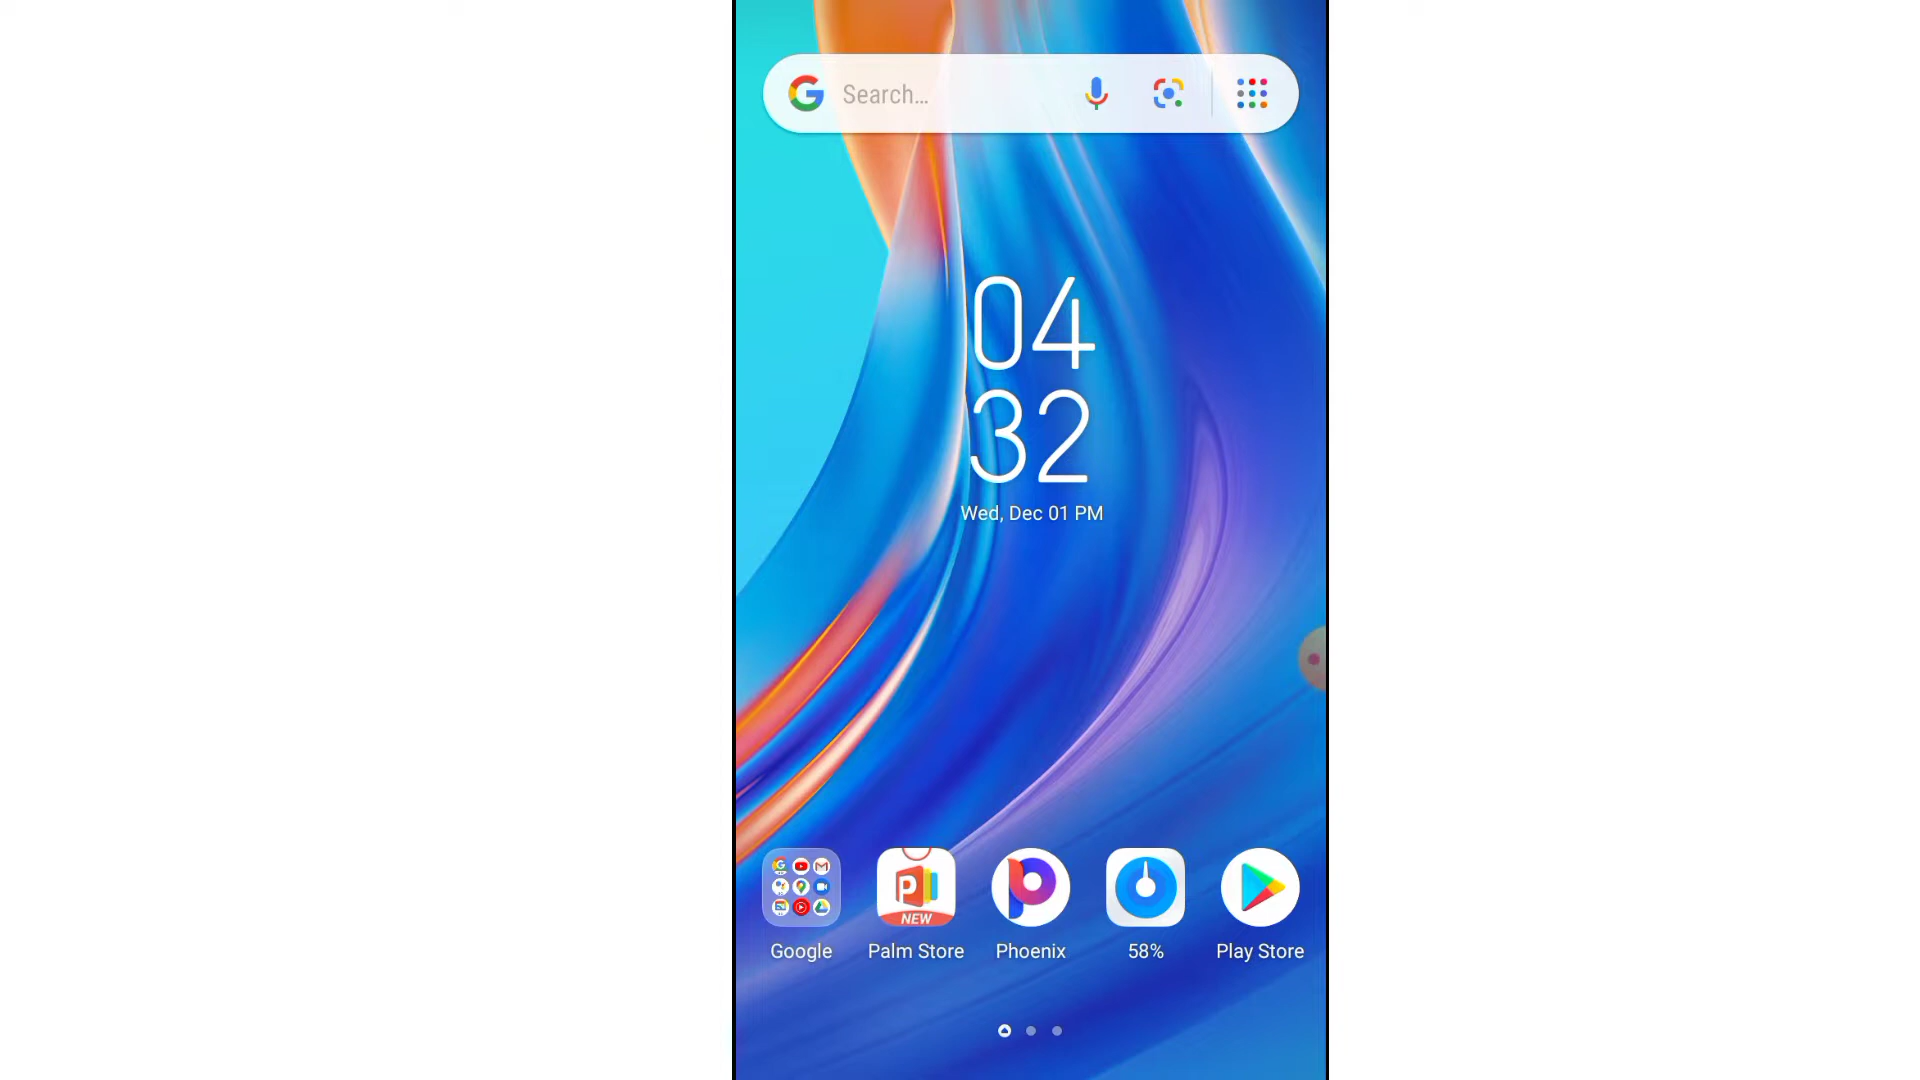 Search...
04
32
Wed, Dec 01 PM
NEW
Google Palm Store Phoenix 58% Play Store